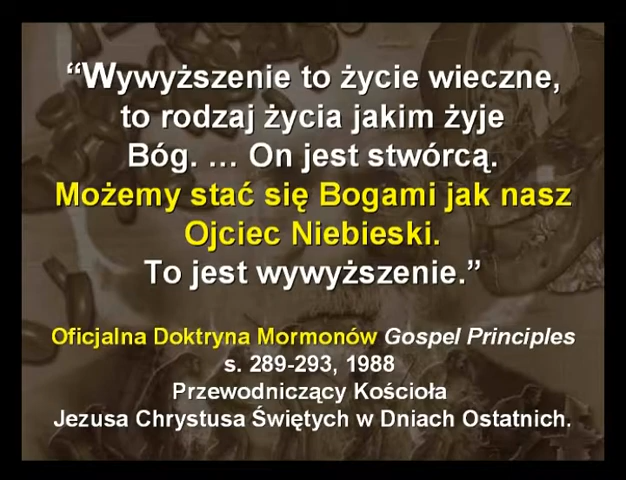 “Wywyższenie to życie wieczne,
to rodzaj życia jakim żyje
Bóg. … On jest stwórcą.
Możemy stać się Bogami jak nasz
Ojciec Niebieski.
To jest wywyższenie.”
Oficjalna Doktryna Mormonów Gospel Principles
s. 289-293, 1988
Przewodniczący Kościoła
Jezusa Chrystusa Świętych w Dniach Ostatnich.